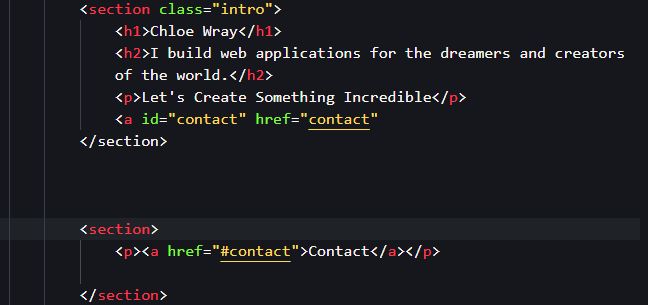 <section class="intro">
<h1>Chloe Wray</h1>
<h2>I build web applications for the dreamers and creators
of the world.</h2>
<p>Let's Create Something Incredible</p>
<a id="contact" href="contact"
</section>
<section>
<p><a href="#contact">Contact</a></p>
</section>